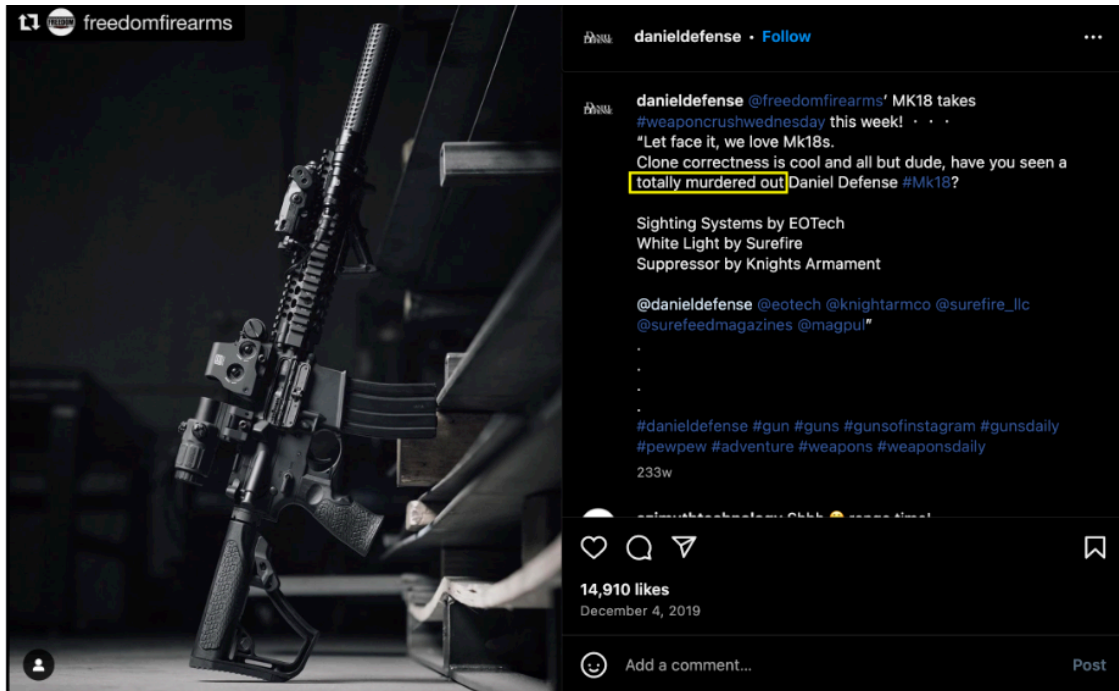 freedomfirearms
danieldefense • Follow
danieldefense @freedomfirearms' MK18 takes
#weaponcrushwednesday this week! · · ·
“Let face it, we love Mk18s.
Clone correctness is cool and all but dude, have you seen a
totally murdered out Daniel Defense #Mk18?
Sighting Systems by EOTech
White Light by Surefire
Suppressor by Knights Armament
@danieldefense @eotech @knightarmco @surefire_llc
@surefeedmagazines @magpul”
.
.
.
.
#danieldefense #gun #guns #gunsofinstagram #gunsdaily
#pewpew #adventure #weapons #weaponsdaily
233w
14,910 likes
December 4, 2019
Add a comment...
Post